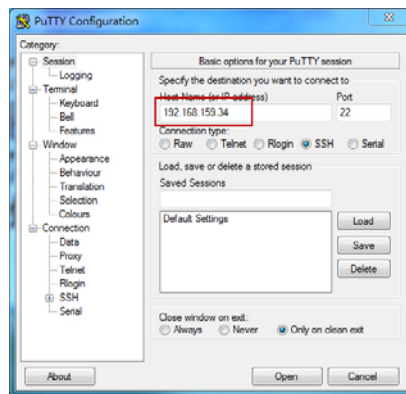 PuTTY Configuration
Category:
Session
Logging
Terminal
Keyboard
Bell
Features
Window
Appearance
Behaviour
Translation
Selection
Colours
Connection
Data
Proxy
Telnet
Rlogin
SSH
Serial
Basic options for your PuTTY session
Specify the destination you want to connect to
Host Name (or IP address) Port
192.168.159.34 22
Connection type:
Raw Telnet Rlogin SSH Serial
Load, save or delete a stored session
Saved Sessions
Default Settings
Load
Save
Delete
Close window on exit:
Always Never Only on clean exit
About Open Cancel